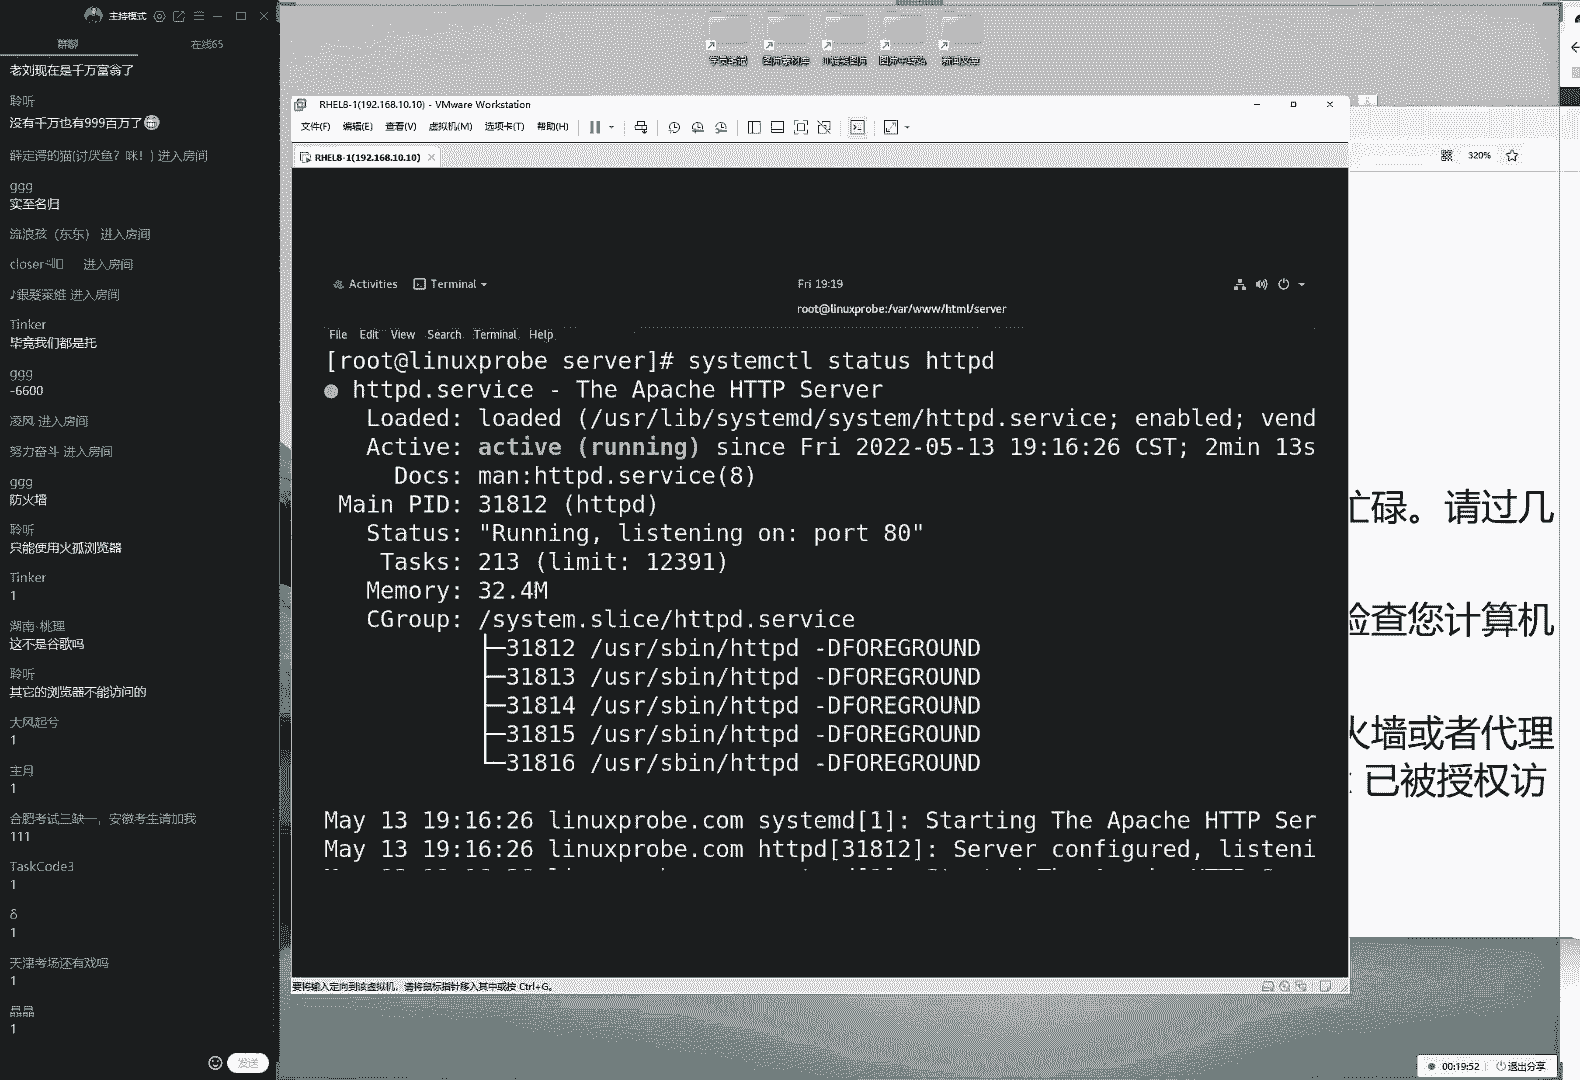 主持模式
群聊
在线65
老刘现在是千万富翁了
聆听
没有千万也有999百万了
薛定谔的猫(讨厌鱼？咪！) 进入房间
ggg
实至名归
流浪孩（东东） 进入房间
进入房间
进入房间
Tinker
毕竟我们都是托
ggg
-6600
凌风 进入房间
努力奋斗 进入房间
ggg
防火墙
聆听
只能使用火孤浏览器
Tinker
1
湖南·桃理
这不是谷歌吗
聆听
其它的浏览器不能访问的
大风起兮
1
主月
1
合肥考试三缺一，安徽考生请加我
111
TaskCode3
1
δ
1
天津考场还有戏吗
1
晶晶
1
发送
RHEL8-1(192.168.10.10) - VMware Workstation
文件(F) 编辑(E) 查看(V) 虚拟机(M) 选项卡(T) 帮助(H)
RHEL8-1(192.168.10.10)
Activities Terminal
Fri 19:19
root@linuxprobe:/var/www/html/server
File Edit View Search Terminal Help
[root@linuxprobe server]# systemctl status httpd
● httpd.service - The Apache HTTP Server
Loaded: loaded (/usr/lib/systemd/system/httpd.service; enabled; vend
Active: active (running) since Fri 2022-05-13 19:16:26 CST; 2min 13s
Docs: man:httpd.service(8)
Main PID: 31812 (httpd)
Status: "Running, listening on: port 80"
Tasks: 213 (limit: 12391)
Memory: 32.4M
CGroup: /system.slice/httpd.service
├─31812 /usr/sbin/httpd -DFOREGROUND
├─31813 /usr/sbin/httpd -DFOREGROUND
├─31814 /usr/sbin/httpd -DFOREGROUND
├─31815 /usr/sbin/httpd -DFOREGROUND
└─31816 /usr/sbin/httpd -DFOREGROUND
May 13 19:16:26 linuxprobe.com systemd[1]: Starting The Apache HTTP Ser
May 13 19:16:26 linuxprobe.com httpd[31812]: Server configured, listeni
要将输入定向到该虚拟机，请将鼠标指针移入其中或按 Ctrl+G。
320%
忙碌。请过几
检查您计算机
火墙或者代理
已被授权访
00:19:52
退出分享